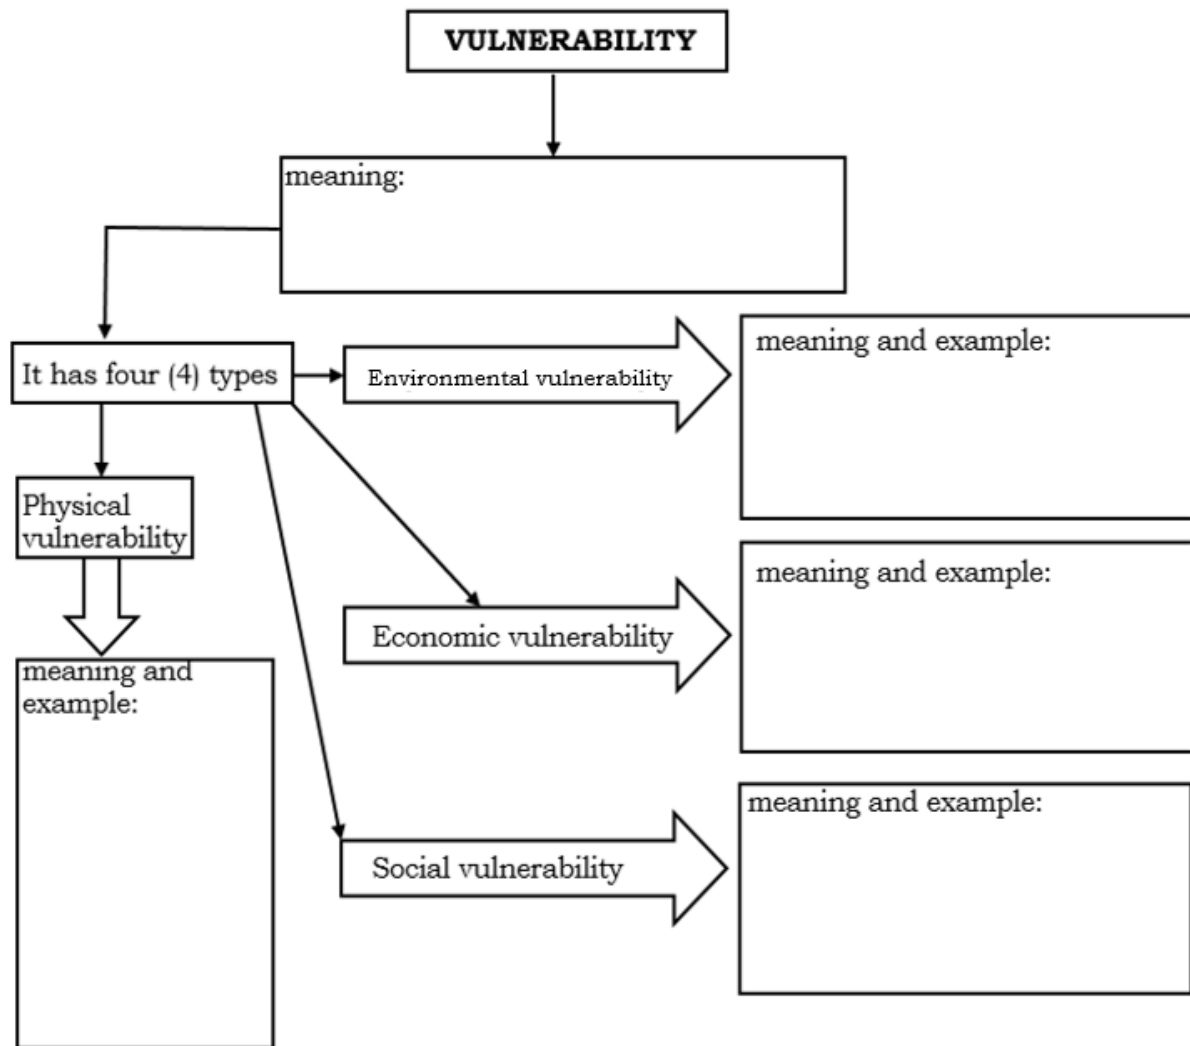 VULNERABILITY
meaning:
It has four (4) types
Environmental vulnerability
meaning and example:
Physical
vulnerability
meaning and
example:
Economic vulnerability
meaning and example:
Social vulnerability
meaning and example: